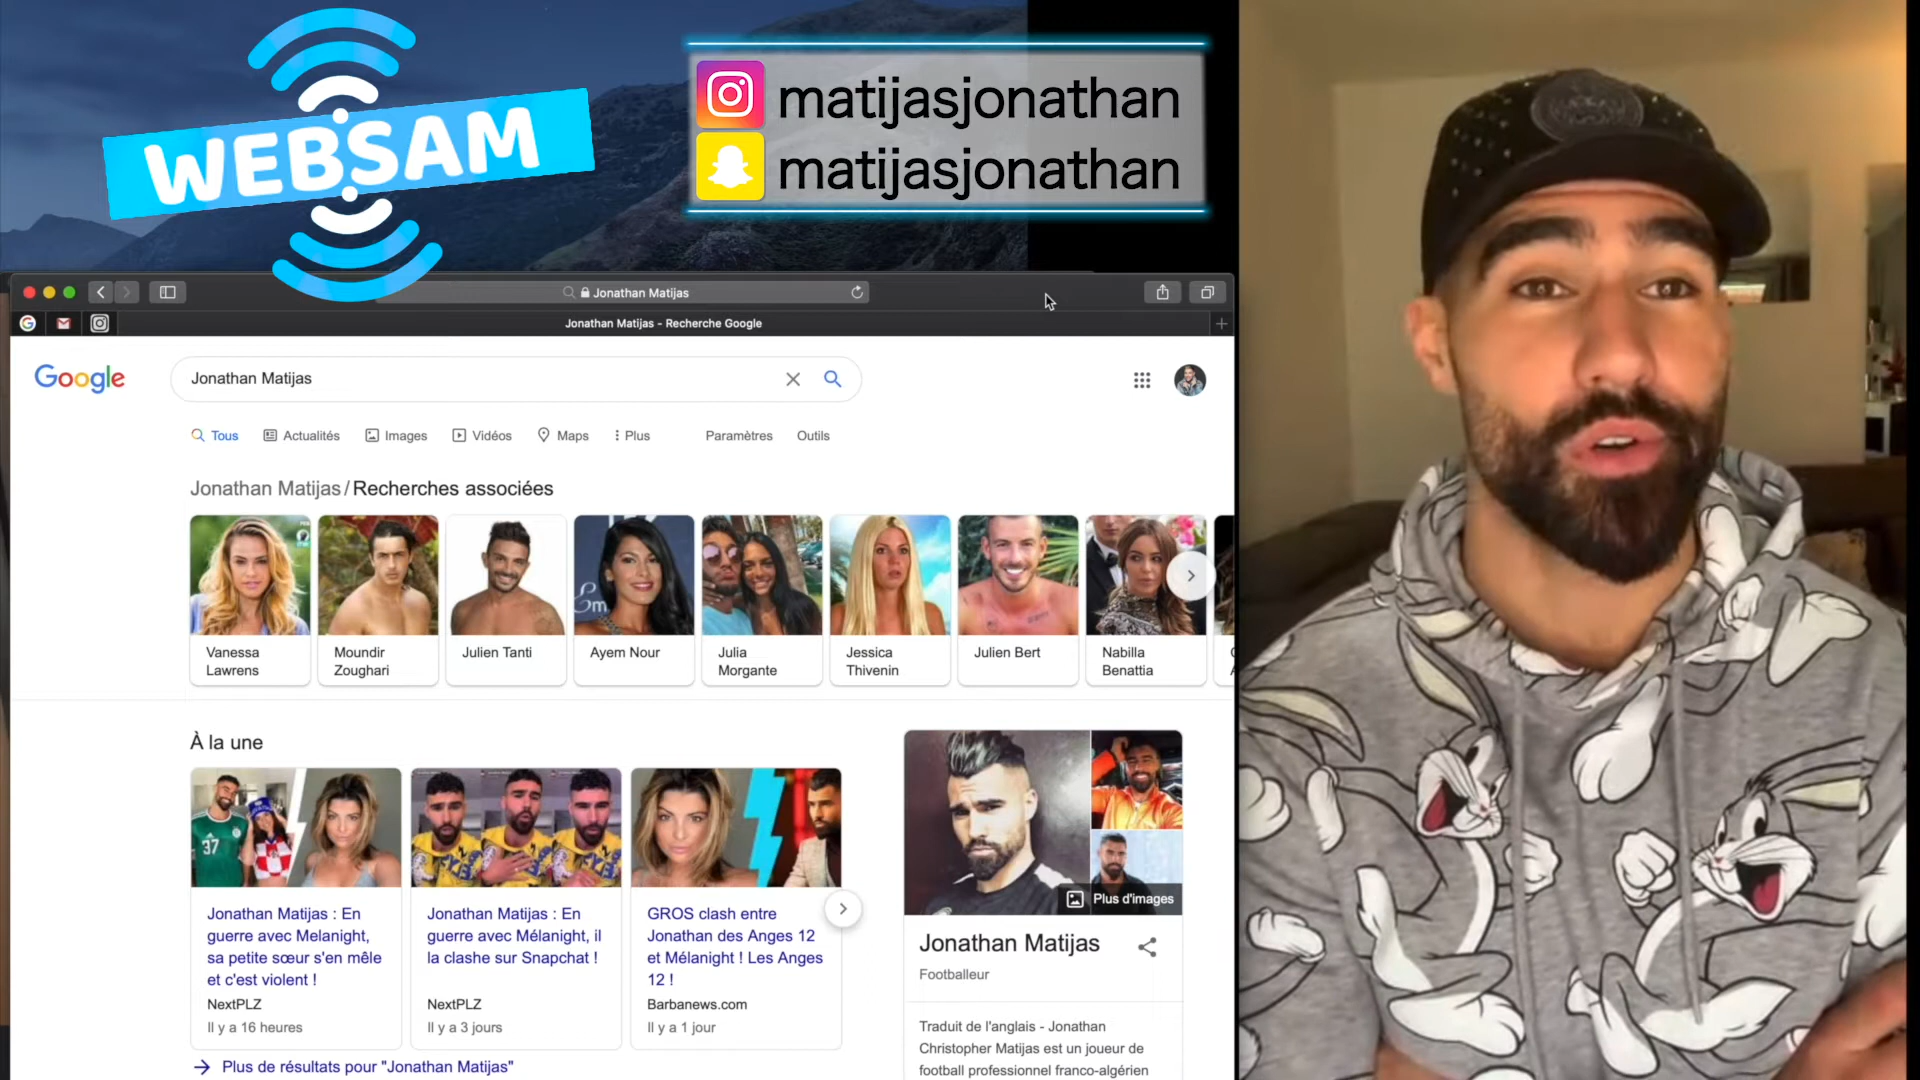 WEBSAM
matijasjonathan
matijasjonathan
Jonathan Matijas
Jonathan Matijas - Recherche Google
Google
Jonathan Matijas
Tous
Actualités
Images
Vidéos
Maps
Plus
Paramètres
Outils
Jonathan Matijas/Recherches associées
Vanessa
Lawrens
Moundir
Zoughari
Julien Tanti
Ayem Nour
Julia
Morgante
Jessica
Thivenin
Julien Bert
Nabilla
Benattia
À la une
37
Jonathan Matijas : En
guerre avec Melanight,
sa petite sœur s'en mêle
et c'est violent !
NextPLZ
Il y a 16 heures
Jonathan Matijas : En
guerre avec Mélanight, il
la clashe sur Snapchat !
NextPLZ
Il y a 3 jours
GROS clash entre
Jonathan des Anges 12
et Mélanight ! Les Anges
12 !
Barbanews.com
Il y a 1 jour
Plus de résultats pour "Jonathan Matijas"
Plus d'images
Jonathan Matijas
Footballeur
Traduit de l'anglais - Jonathan
Christopher Matijas est un joueur de
football professionnel franco-algérien